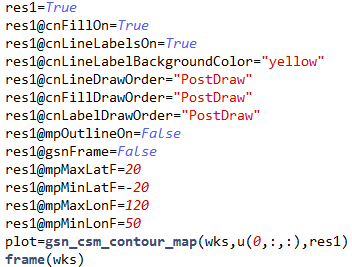 res1=True
res1@cnFillOn=True
res1@cnLineLabelsOn=True
res1@cnLineLabelBackgroundColor="yellow"
res1@cnLineDrawOrder="PostDraw"
res1@cnFillDrawOrder="PostDraw"
res1@cnLabelDrawOrder="PostDraw"
res1@mpOutlineOn=False
res1@gsnFrame=False
res1@mpMaxLatF=20
res1@mpMinLatF=-20
res1@mpMaxLonF=120
res1@mpMinLonF=50
plot=gsn_csm_contour_map(wks,u(0,:,:),res1)
frame(wks)